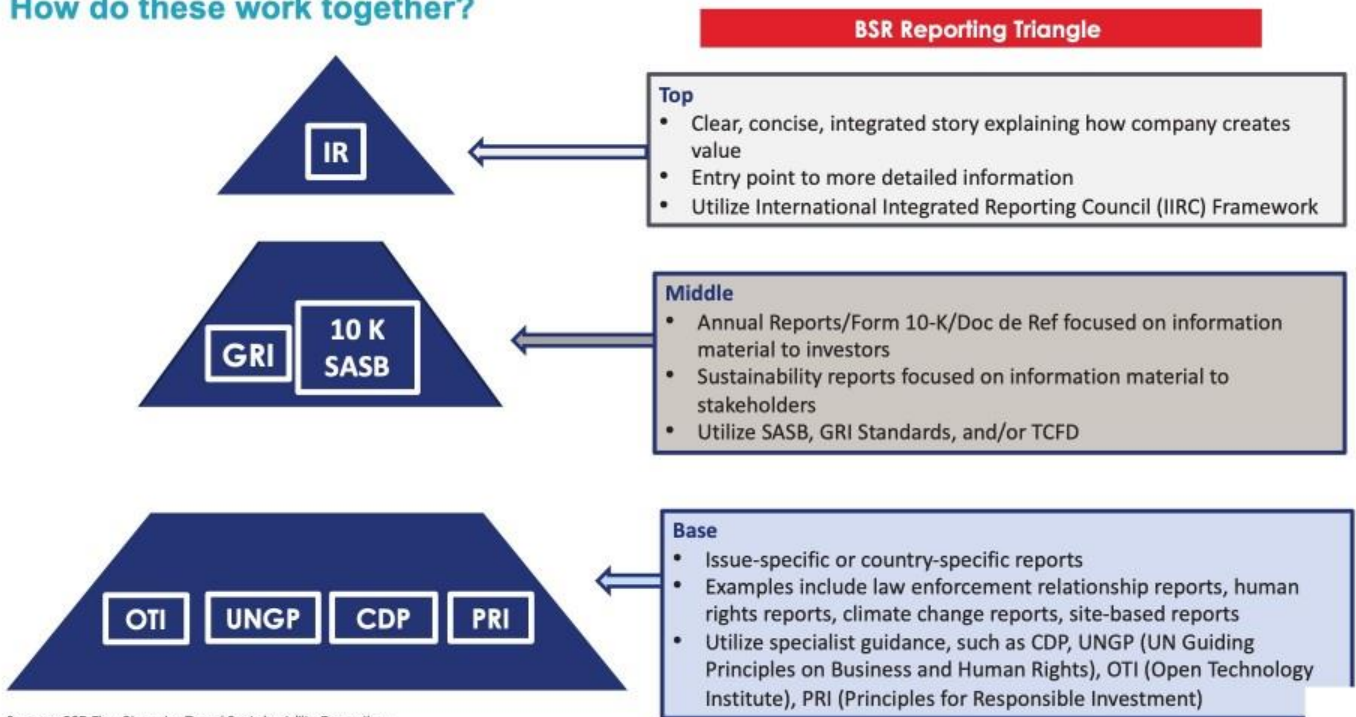 How do these work together?
BSR Reporting Triangle
IR
Top
• Clear, concise, integrated story explaining how company creates
value
• Entry point to more detailed information
• Utilize International Integrated Reporting Council (IIRC) Framework
GRI
10 K
SASB
Middle
• Annual Reports/Form 10-K/Doc de Ref focused on information
material to investors
• Sustainability reports focused on information material to
stakeholders
• Utilize SASB, GRI Standards, and/or TCFD
OTI
UNGP
CDP
PRI
Base
• Issue-specific or country-specific reports
• Examples include law enforcement relationship reports, human
rights reports, climate change reports, site-based reports
• Utilize specialist guidance, such as CDP, UNGP (UN Guiding
Principles on Business and Human Rights), OTI (Open Technology
Institute), PRI (Principles for Responsible Investment)